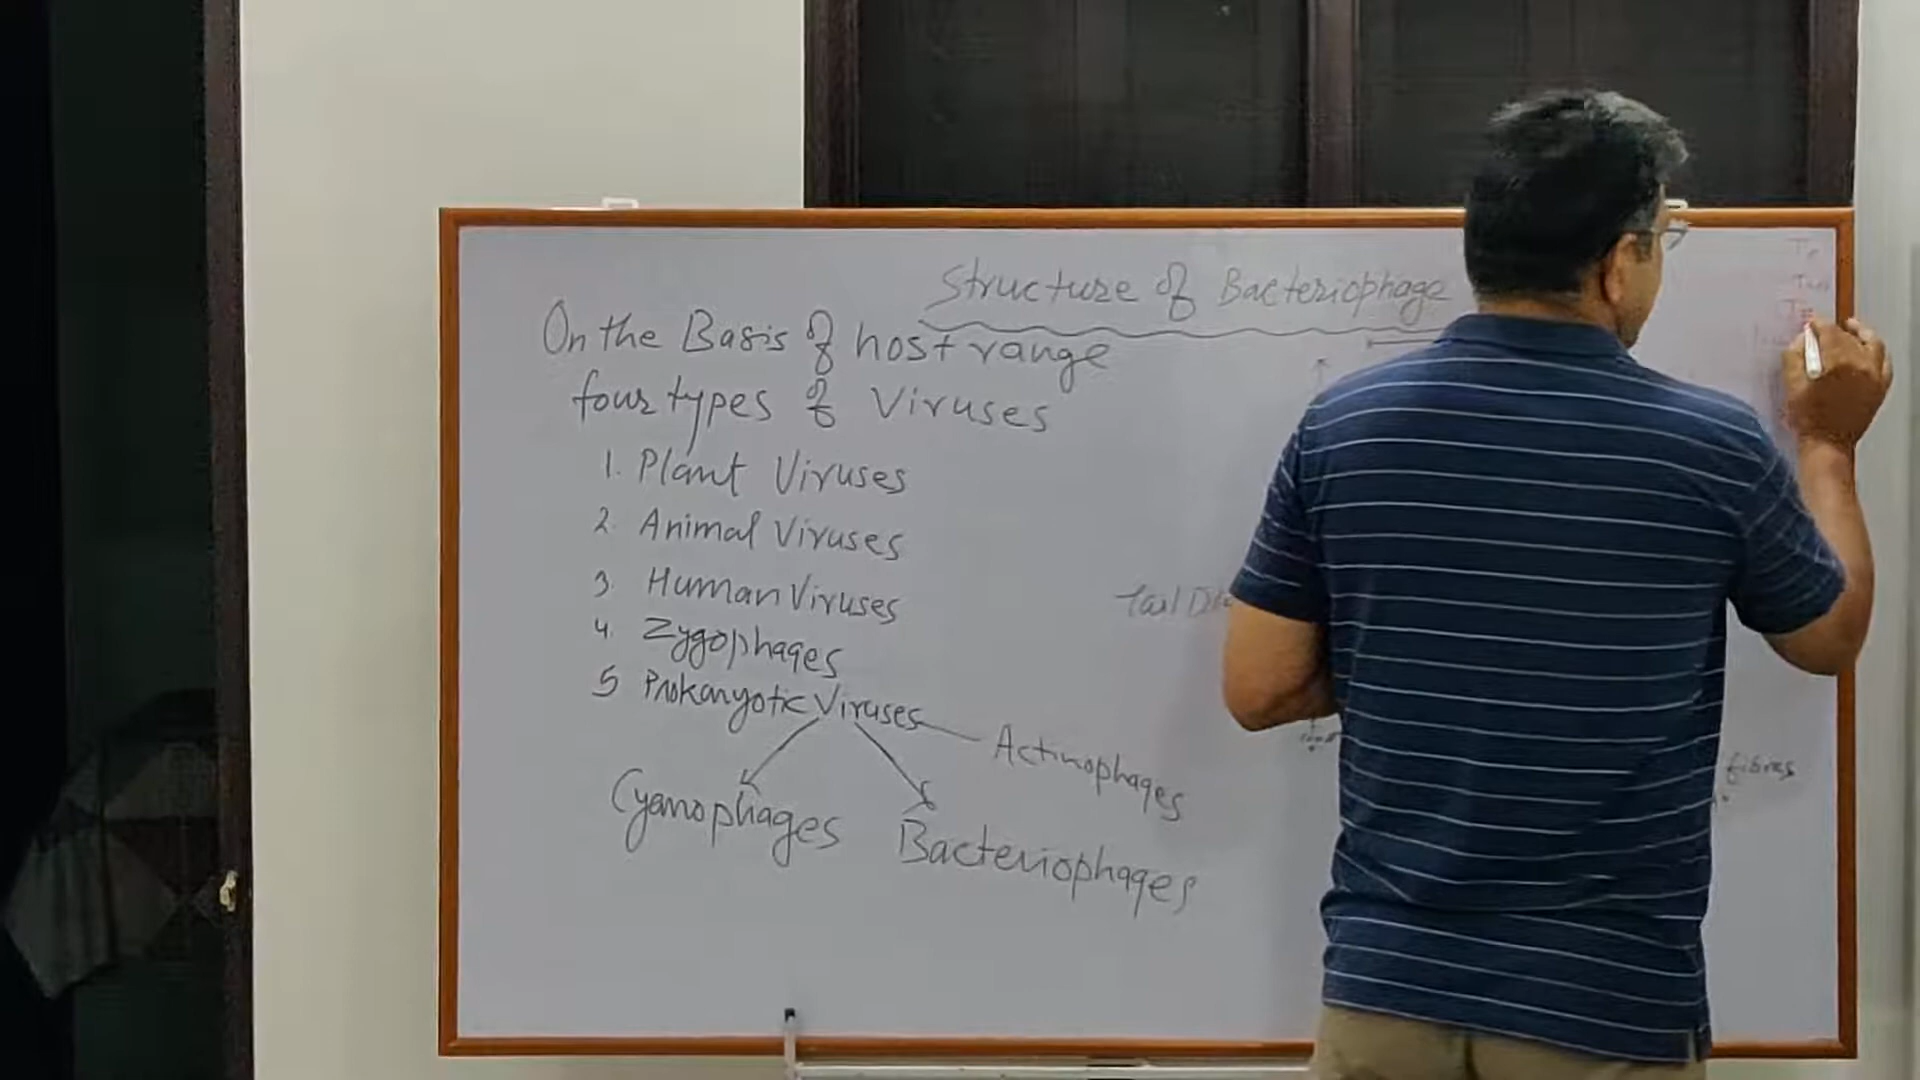 Structure of Bacteriophage
On the Basis of host range
four types of Viruses
1. Plant Viruses
2. Animal Viruses
3. Human Viruses
4. Zygophages
5 Prokaryotic Viruses
Actinophages
Cyanophages Bacteriophages
Tail
fibres